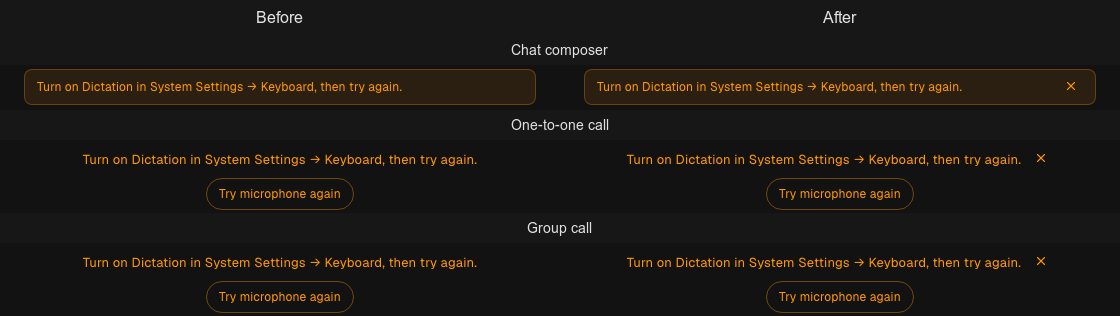 Before After
Chat composer
Turn on Dictation in System Settings → Keyboard, then try again. Turn on Dictation in System Settings → Keyboard, then try again. ×
One-to-one call
Turn on Dictation in System Settings → Keyboard, then try again. Turn on Dictation in System Settings → Keyboard, then try again. ×
Try microphone again Try microphone again
Group call
Turn on Dictation in System Settings → Keyboard, then try again. Turn on Dictation in System Settings → Keyboard, then try again. ×
Try microphone again Try microphone again